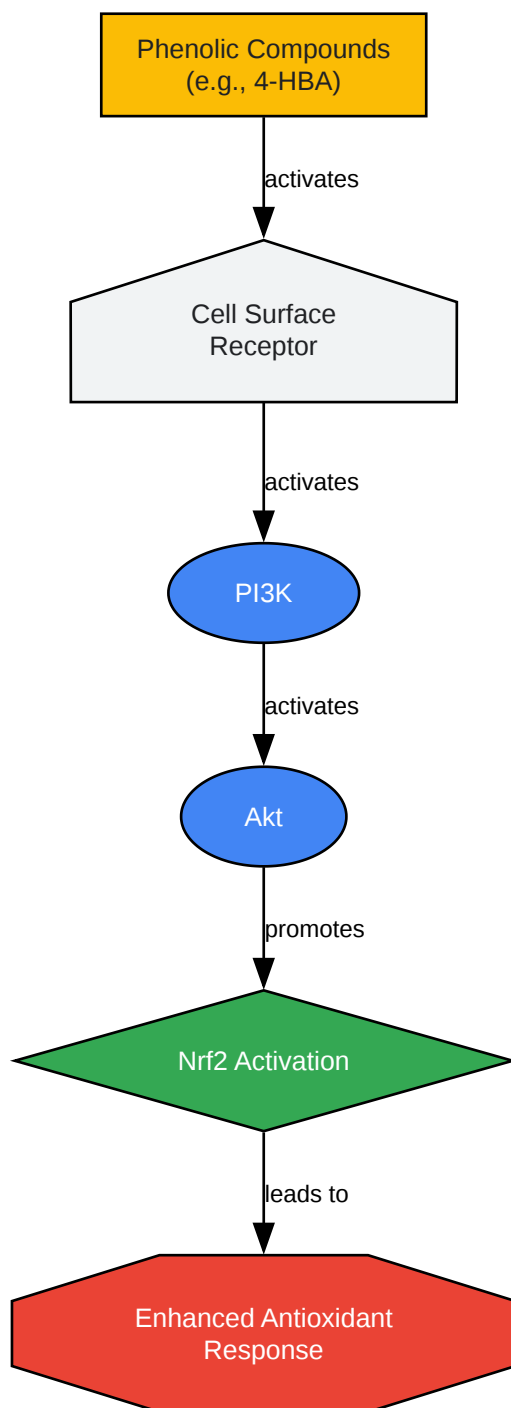 Phenolic Compounds
(e.g., 4-HBA)
activates
Cell Surface
Receptor
activates
PI3K
activates
Akt
promotes
Nrf2 Activation
leads to
Enhanced Antioxidant
Response